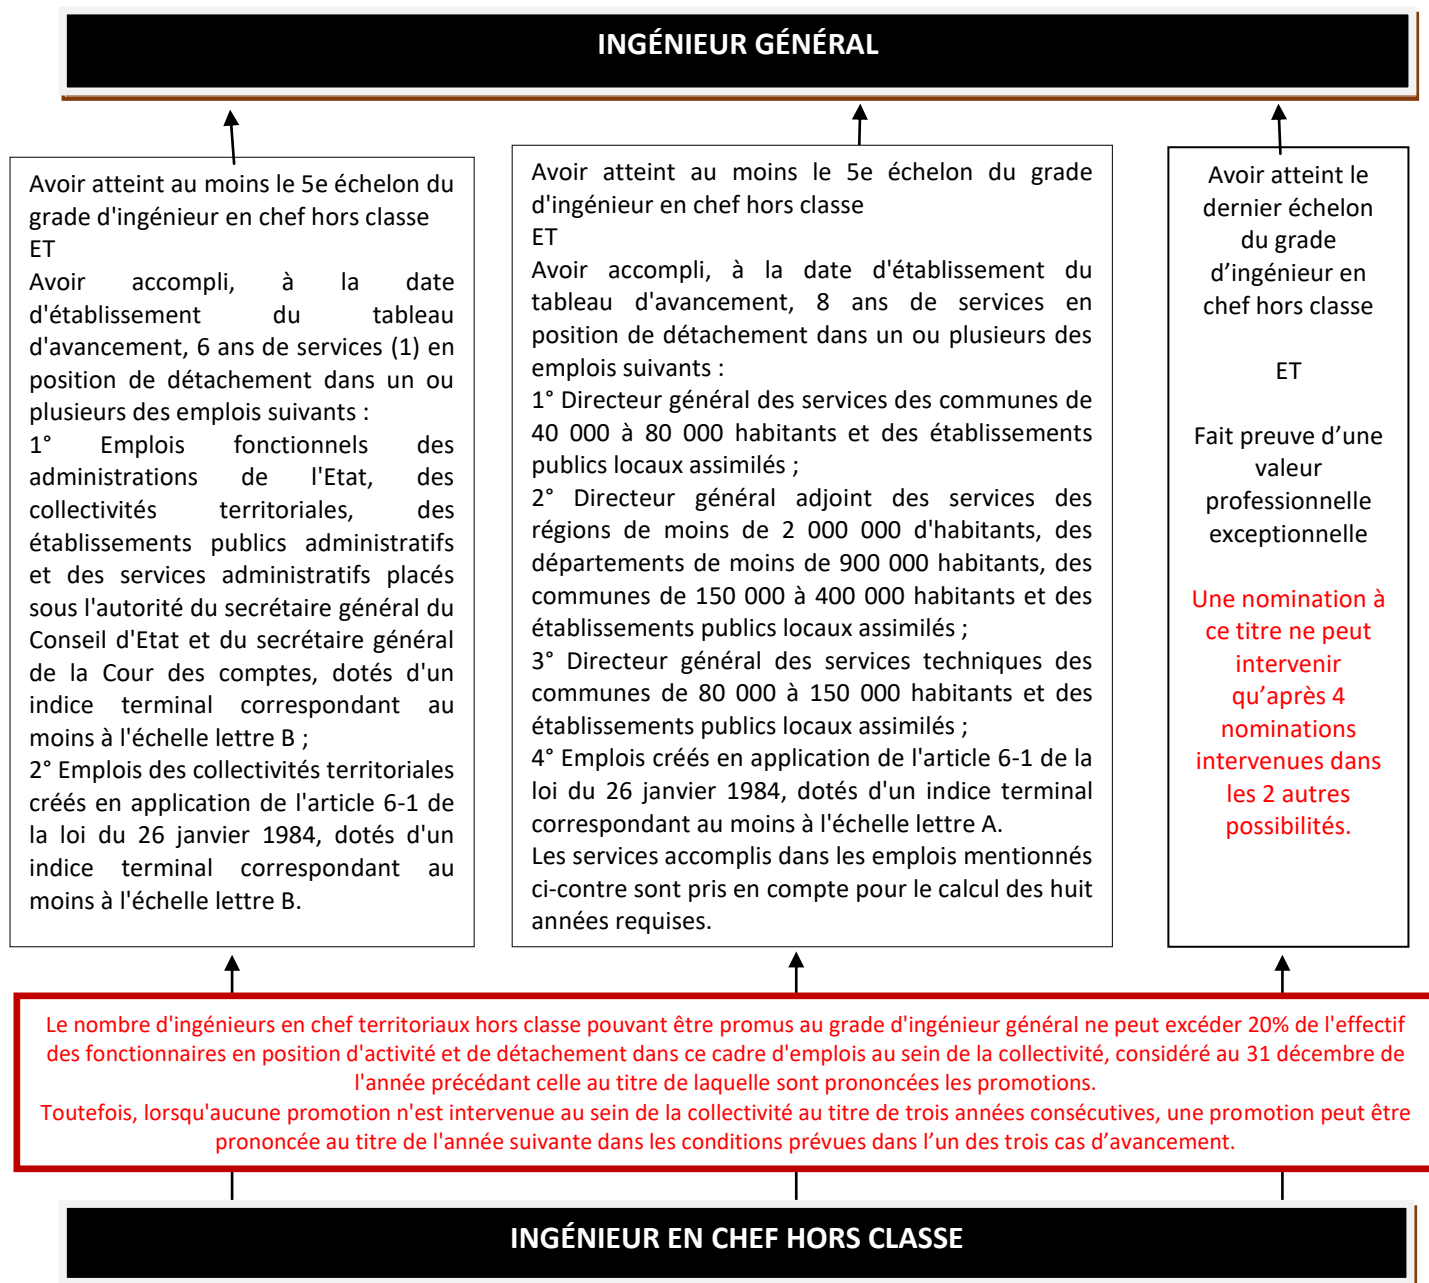 INGÉNIEUR GÉNÉRAL
Avoir atteint au moins le 5e échelon du
grade d'ingénieur en chef hors classe
ET
Avoir accompli, à la date
d'établissement du tableau
d'avancement, 6 ans de services (1) en
position de détachement dans un ou
plusieurs des emplois suivants :
1° Emplois fonctionnels des
administrations de l'Etat, des
collectivités territoriales, des
établissements publics administratifs
et des services administratifs placés
sous l'autorité du secrétaire général du
Conseil d'Etat et du secrétaire général
de la Cour des comptes, dotés d'un
indice terminal correspondant au
moins à l'échelle lettre B ;
2° Emplois des collectivités territoriales
créés en application de l'article 6-1 de
la loi du 26 janvier 1984, dotés d'un
indice terminal correspondant au
moins à l'échelle lettre B.
Avoir atteint au moins le 5e échelon du grade
d'ingénieur en chef hors classe
ET
Avoir accompli, à la date d'établissement du
tableau d'avancement, 8 ans de services en
position de détachement dans un ou plusieurs des
emplois suivants :
1° Directeur général des services des communes de
40 000 à 80 000 habitants et des établissements
publics locaux assimilés ;
2° Directeur général adjoint des services des
régions de moins de 2 000 000 d'habitants, des
départements de moins de 900 000 habitants, des
communes de 150 000 à 400 000 habitants et des
établissements publics locaux assimilés ;
3° Directeur général des services techniques des
communes de 80 000 à 150 000 habitants et des
établissements publics locaux assimilés ;
4° Emplois créés en application de l'article 6-1 de la
loi du 26 janvier 1984, dotés d'un indice terminal
correspondant au moins à l'échelle lettre A.
Les services accomplis dans les emplois mentionnés
ci-contre sont pris en compte pour le calcul des huit
années requises.
Avoir atteint le
dernier échelon
du grade
d’ingénieur en
chef hors classe
ET
Fait preuve d’une
valeur
professionnelle
exceptionnelle
Une nomination à
ce titre ne peut
intervenir
qu’après 4
nominations
intervenues dans
les 2 autres
possibilités.
Le nombre d'ingénieurs en chef territoriaux hors classe pouvant être promus au grade d'ingénieur général ne peut excéder 20% de l'effectif
des fonctionnaires en position d'activité et de détachement dans ce cadre d'emplois au sein de la collectivité, considéré au 31 décembre de
l'année précédant celle au titre de laquelle sont prononcées les promotions.
Toutefois, lorsqu'aucune promotion n'est intervenue au sein de la collectivité au titre de trois années consécutives, une promotion peut être
prononcée au titre de l'année suivante dans les conditions prévues dans l’un des trois cas d’avancement.
INGÉNIEUR EN CHEF HORS CLASSE